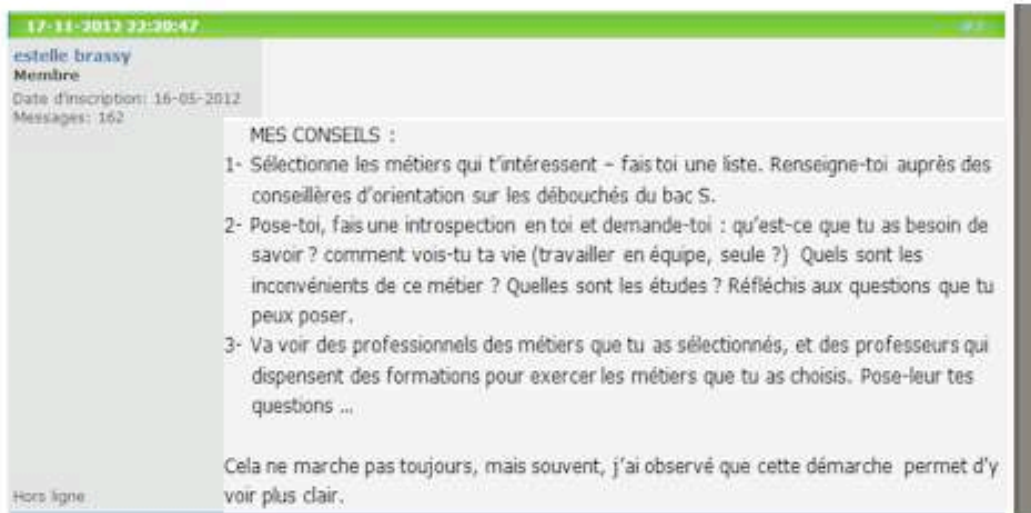 17-11-2012 22:20:47
estelle brassy
Membre
Date d'inscription: 16-05-2012
Messages: 162
MES CONSEILS :
1- Sélectionne les métiers qui t'intéressent – fais toi une liste. Renseigne-toi auprès des
conseillères d'orientation sur les débouchés du bac S.
2- Pose-toi, fais une introspection en toi et demande-toi : qu'est-ce que tu as besoin de
savoir ? comment vois-tu ta vie (travailler en équipe, seule ?) Quels sont les
inconvénients de ce métier ? Quelles sont les études ? Réfléchis aux questions que tu
peux poser.
3- Va voir des professionnels des métiers que tu as sélectionnés, et des professeurs qui
dispensent des formations pour exercer les métiers que tu as choisis. Pose-leur tes
questions ...
Cela ne marche pas toujours, mais souvent, j'ai observé que cette démarche permet d'y
voir plus clair.
Hors ligne